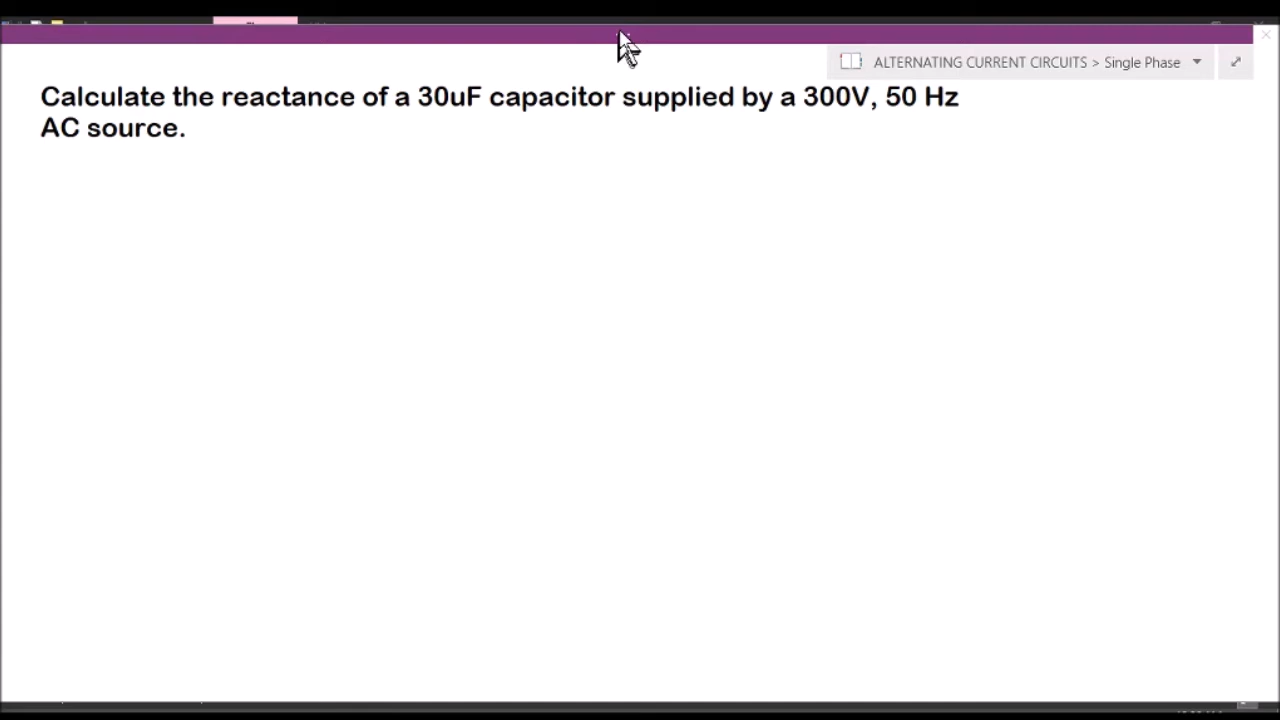 ALTERNATING CURRENT CIRCUITS > Single Phase
Calculate the reactance of a 30uF capacitor supplied by a 300V, 50 Hz
AC source.